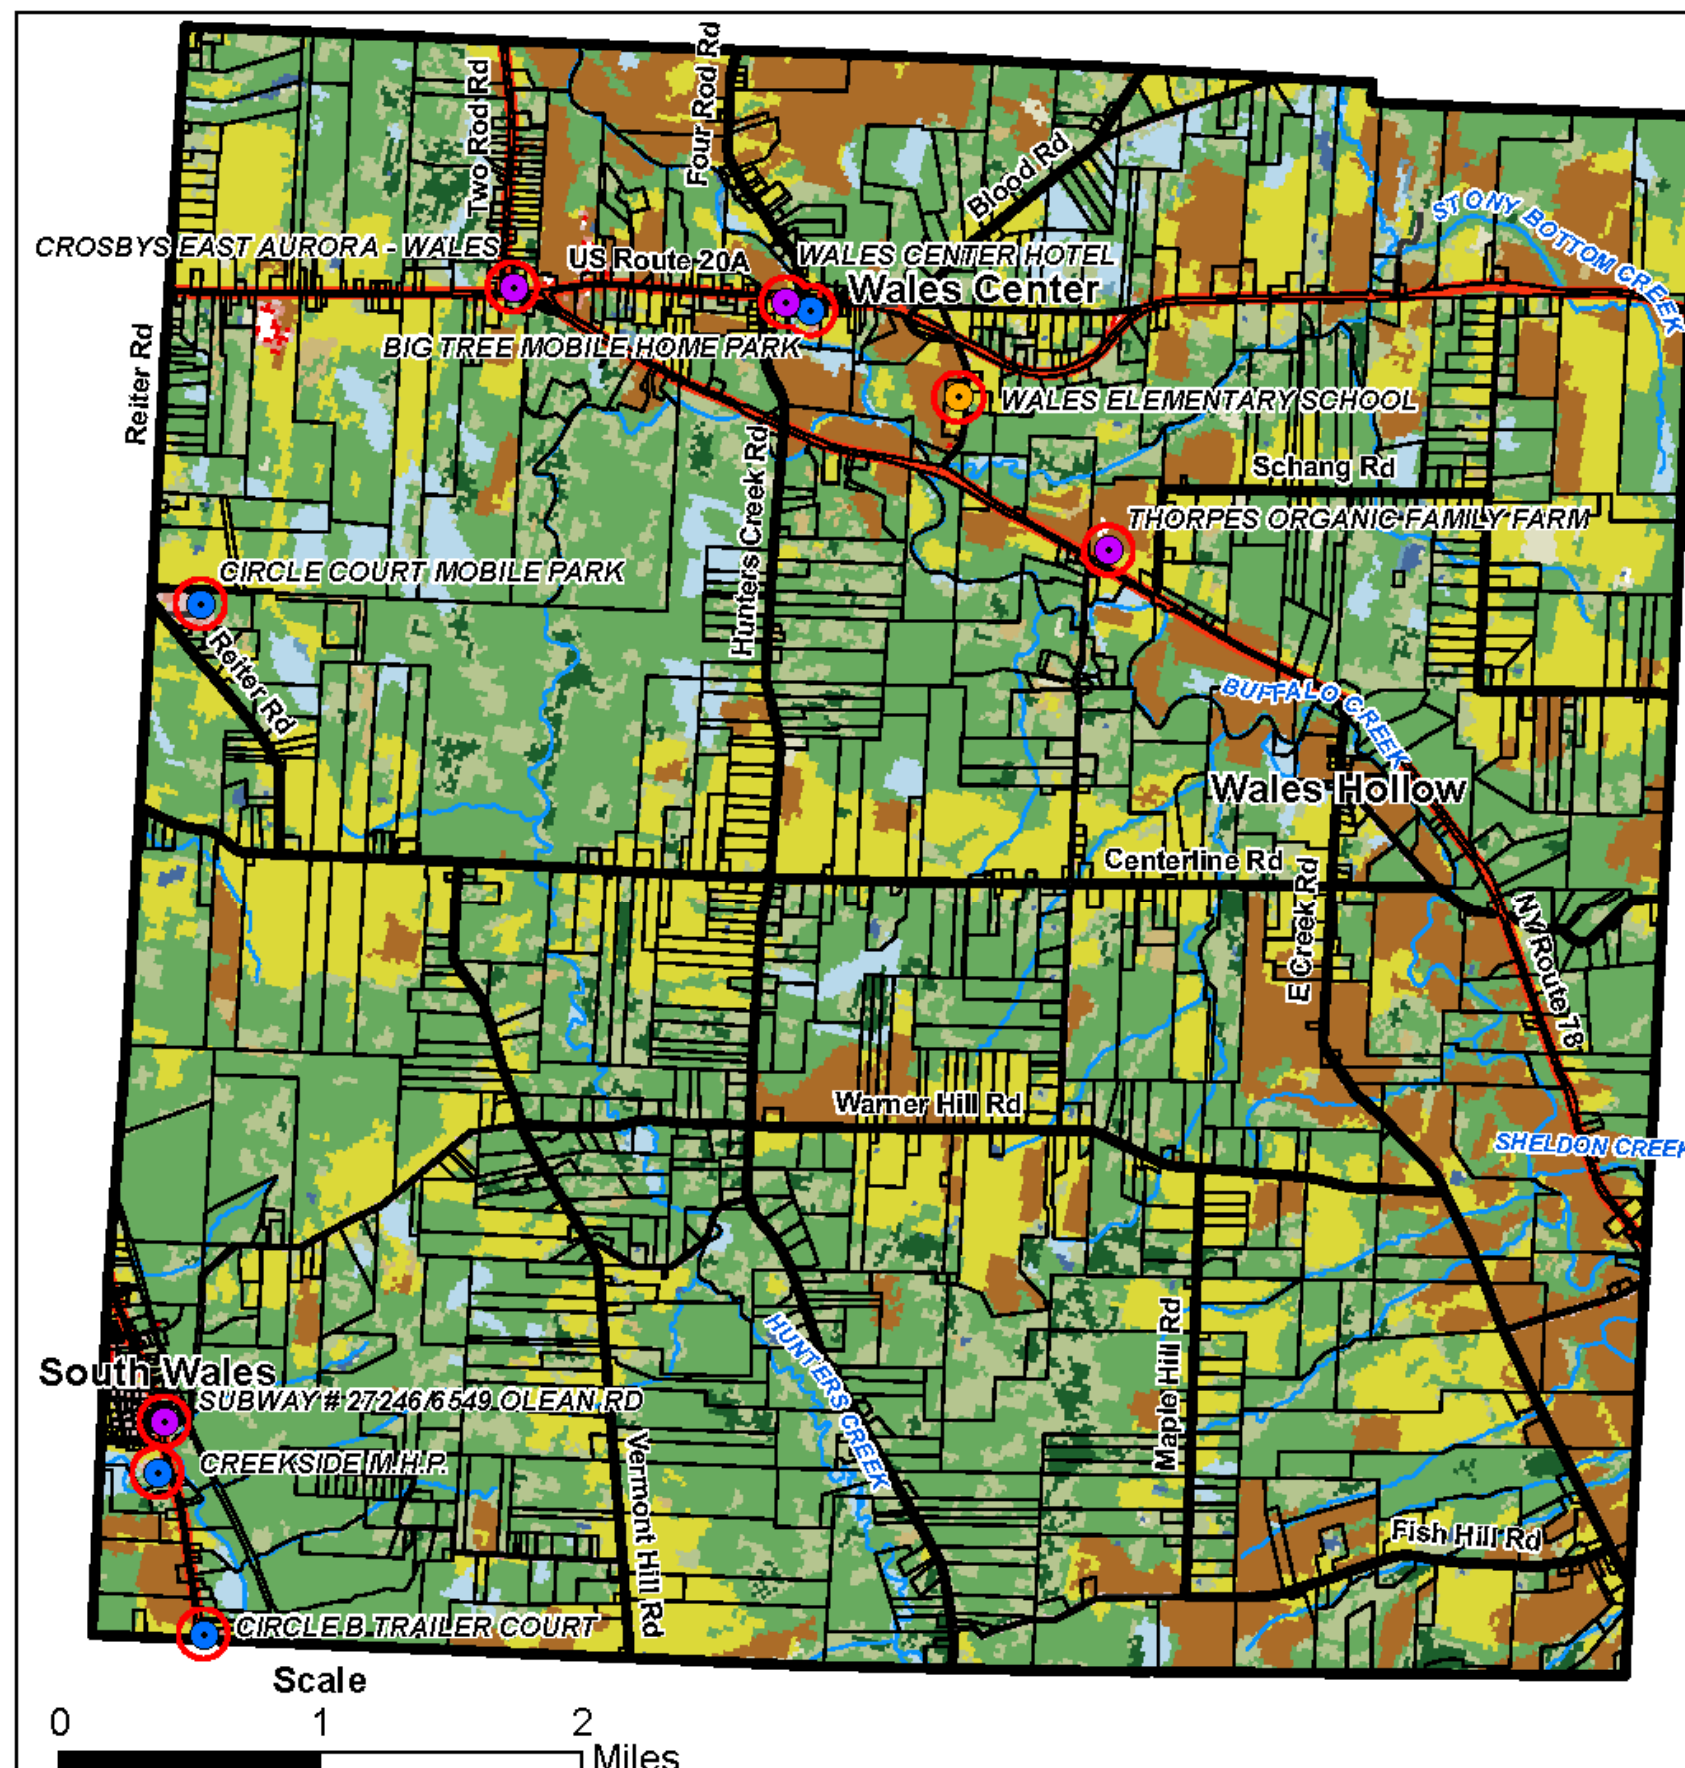 Two Rod Rd
Four Rod Rd
Blood Rd
STONY BOTTOM CREEK
CROSBYS EAST AURORA - WALES
US Route 20A
WALES CENTER HOTEL
Wales Center
Reiter Rd
BIG TREE MOBILE HOME PARK
WALES ELEMENTARY SCHOOL
Schang Rd
Hunters Creek Rd
THORPES ORGANIC FAMILY FARM
CIRCLE COURT MOBILE PARK
Reiter Rd
BUFFALO CREEK
Wales Hollow
Centerline Rd
E Creek Rd
NY Route 78
Warner Hill Rd
SHELDON CREEK
Maple Hill Rd
HUNTERS CREEK
South Wales
SUBWAY # 27246/6549 OLEAN RD
CREEKSIDE M.H.P.
Vermont Hill Rd
Fish Hill Rd
CIRCLE B TRAILER COURT
Scale
0 1 2
Miles